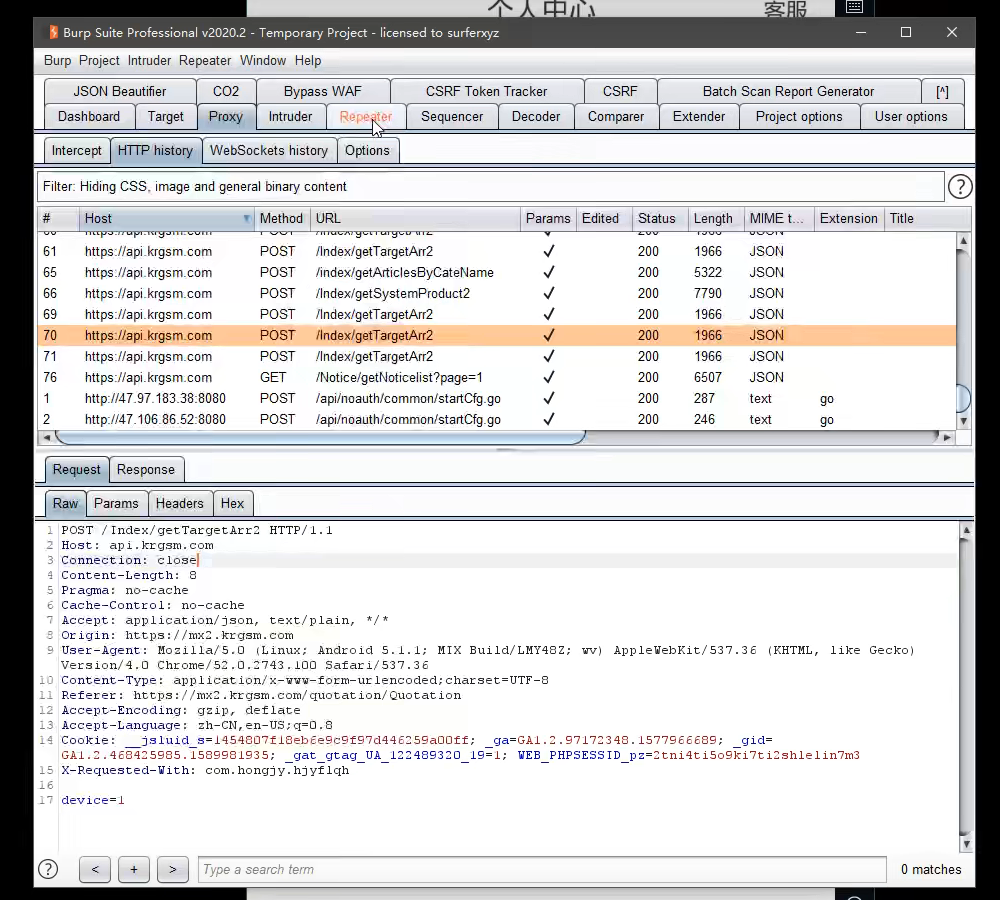 个人中心
客服
Burp Suite Professional v2020.2 - Temporary Project - licensed to surferxyz
Burp Project Intruder Repeater Window Help
JSON Beautifier CO2 Bypass WAF CSRF Token Tracker CSRF Batch Scan Report Generator [^]
Dashboard Target Proxy Intruder Repeater Sequencer Decoder Comparer Extender Project options User options
Intercept HTTP history WebSockets history Options
Filter: Hiding CSS, image and general binary content ?
# Host Method URL Params Edited Status Length MIME t... Extension Title
61 https://api.krgsm.com POST /Index/getTargetArr2 ✓ 200 1966 JSON
65 https://api.krgsm.com POST /Index/getArticlesByCateName ✓ 200 5322 JSON
66 https://api.krgsm.com POST /Index/getSystemProduct2 ✓ 200 7790 JSON
69 https://api.krgsm.com POST /Index/getTargetArr2 ✓ 200 1966 JSON
70 https://api.krgsm.com POST /Index/getTargetArr2 ✓ 200 1966 JSON
71 https://api.krgsm.com POST /Index/getTargetArr2 ✓ 200 1966 JSON
76 https://api.krgsm.com GET /Notice/getNoticelist?page=1 ✓ 200 6507 JSON
1 http://47.97.183.38:8080 POST /api/noauth/common/startCfg.go ✓ 200 287 text go
2 http://47.106.86.52:8080 POST /api/noauth/common/startCfg.go ✓ 200 246 text go
Request Response
Raw Params Headers Hex
1 POST /Index/getTargetArr2 HTTP/1.1
2 Host: api.krgsm.com
3 Connection: close
4 Content-Length: 8
5 Pragma: no-cache
6 Cache-Control: no-cache
7 Accept: application/json, text/plain, */*
8 Origin: https://mx2.krgsm.com
9 User-Agent: Mozilla/5.0 (Linux; Android 5.1.1; MIX Build/LMY48Z; wv) AppleWebKit/537.36 (KHTML, like Gecko)
Version/4.0 Chrome/52.0.2743.100 Safari/537.36
10 Content-Type: application/x-www-form-urlencoded;charset=UTF-8
11 Referer: https://mx2.krgsm.com/quotation/Quotation
12 Accept-Encoding: gzip, deflate
13 Accept-Language: zh-CN,en-US;q=0.8
14 Cookie: __jsluid_s=1454807f18eb6e9c9f97d446259a00ff; _ga=GA1.2.97172348.1577966689; _gid=
GA1.2.468425985.1589981935; _gat_gtag_UA_122489320_19=1; WEB_PHPSESSID_pz=2tni4ti5o9ki7ti2shle1in7m3
15 X-Requested-With: com.hongjy.hjyflqh
16
17 device=1
? < + > Type a search term 0 matches